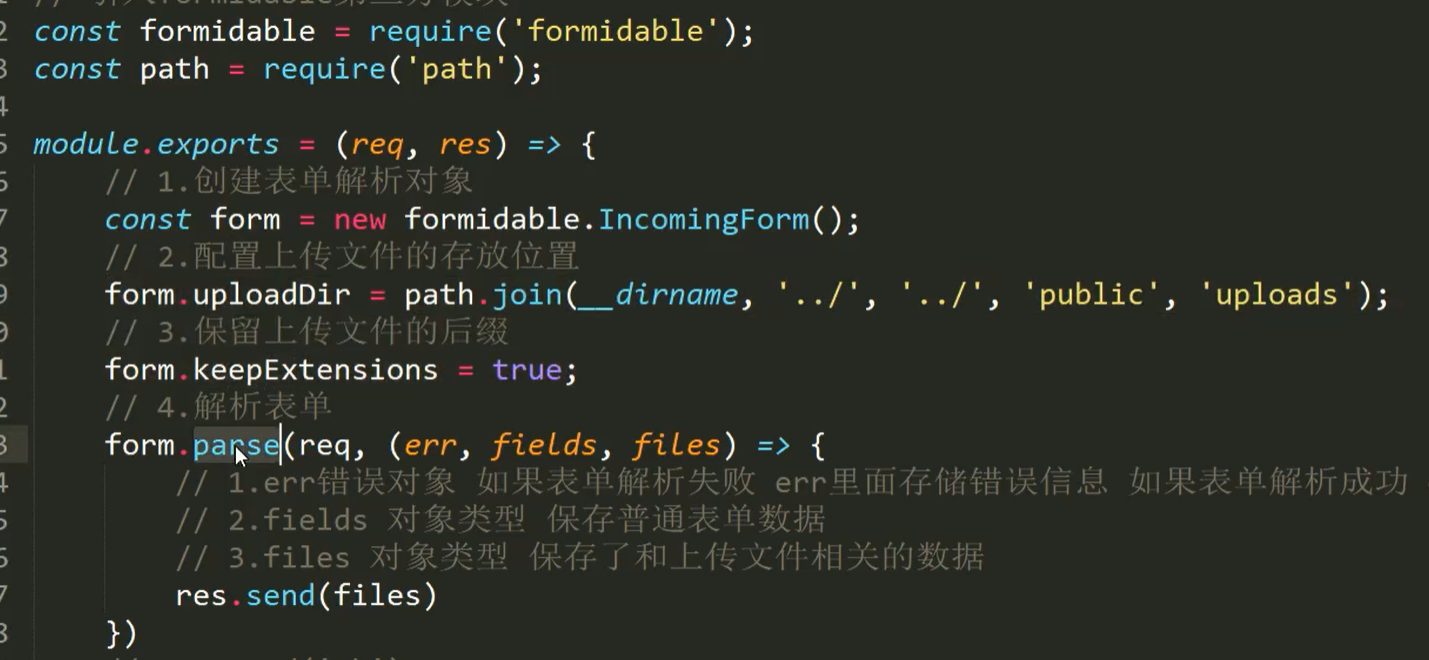 2 const formidable = require('formidable');
3 const path = require('path');
4
5 module.exports = (req, res) => {
6 // 1.创建表单解析对象
7 const form = new formidable.IncomingForm();
8 // 2.配置上传文件的存放位置
9 form.uploadDir = path.join(__dirname, '../', '../', 'public', 'uploads');
0 // 3.保留上传文件的后缀
1 form.keepExtensions = true;
2 // 4.解析表单
3 form.parse(req, (err, fields, files) => {
4 // 1.err错误对象 如果表单解析失败 err里面存储错误信息 如果表单解析成功
5 // 2.fields 对象类型 保存普通表单数据
6 // 3.files 对象类型 保存了和上传文件相关的数据
7 res.send(files)
8 })